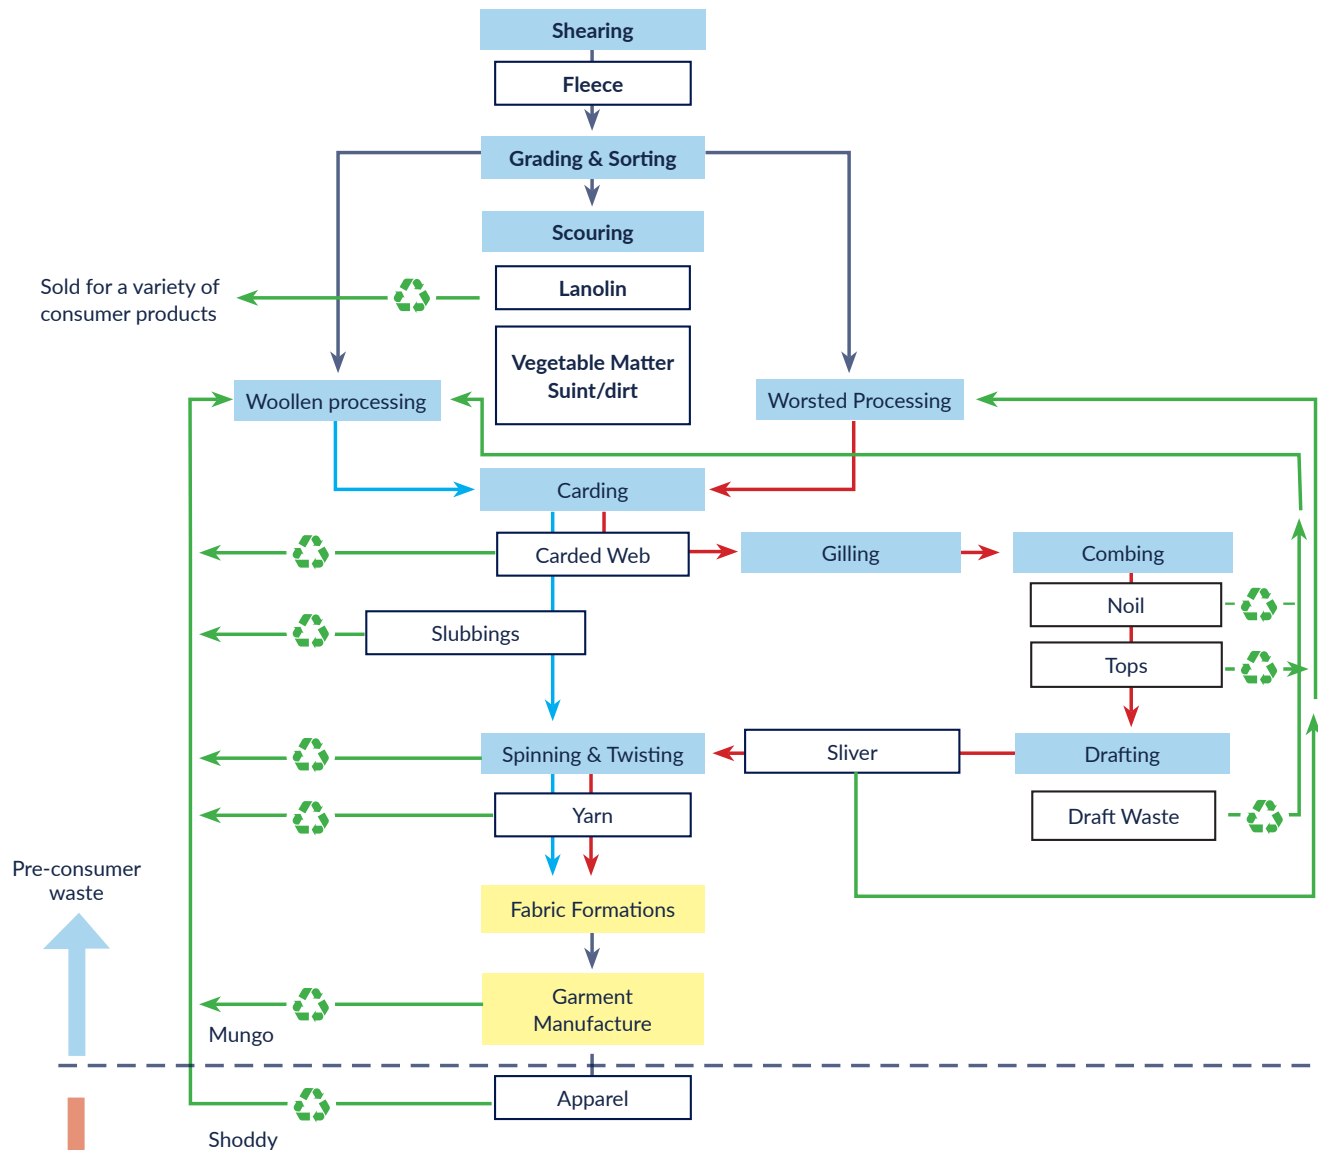 Shearing
Fleece
Grading & Sorting
Scouring
Lanolin
Sold for a variety of
consumer products
Vegetable Matter
Suint/dirt
Woollen processing
Worsted Processing
Carding
Carded Web
Gilling
Combing
Noil
Slubbings
Tops
Spinning & Twisting
Sliver
Drafting
Yarn
Draft Waste
Pre-consumer
waste
Fabric Formations
Garment
Manufacture
Mungo
Apparel
Shoddy